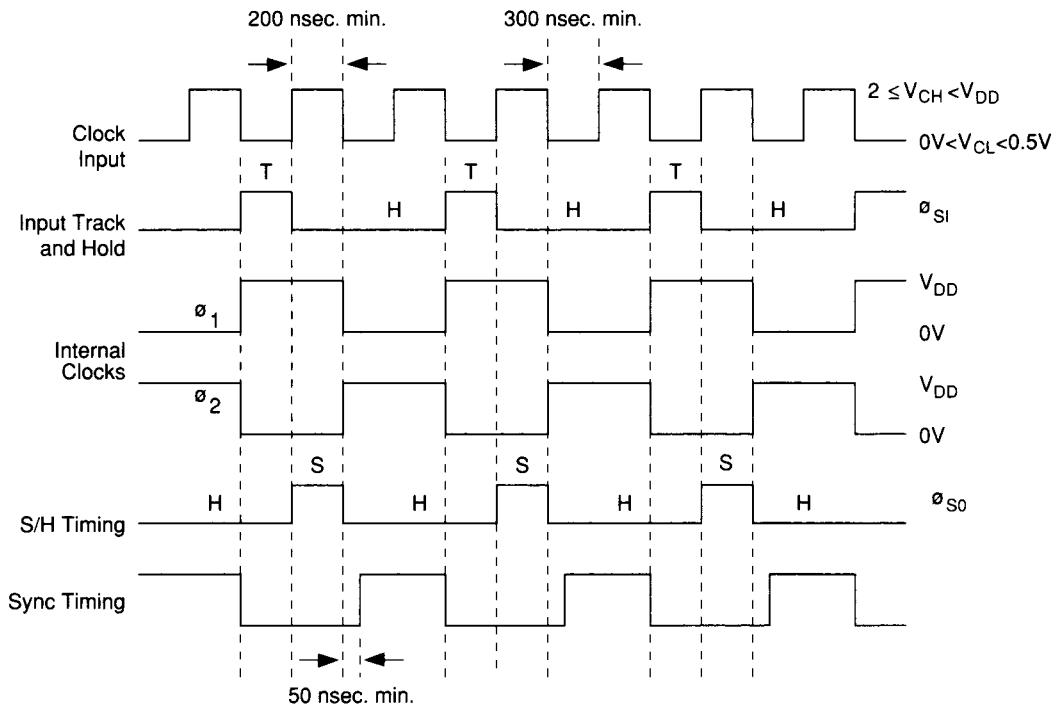 200 nsec. min.
300 nsec. min.
2 ≤ V_CH < V_DD
Clock
Input
0V<V_CL<0.5V
T T T
Input Track
and Hold
H H H
ø_SI
V_DD
ø_1
0V
Internal
Clocks
ø_2
V_DD
0V
S S S
H H H H
ø_S0
S/H Timing
Sync Timing
50 nsec. min.